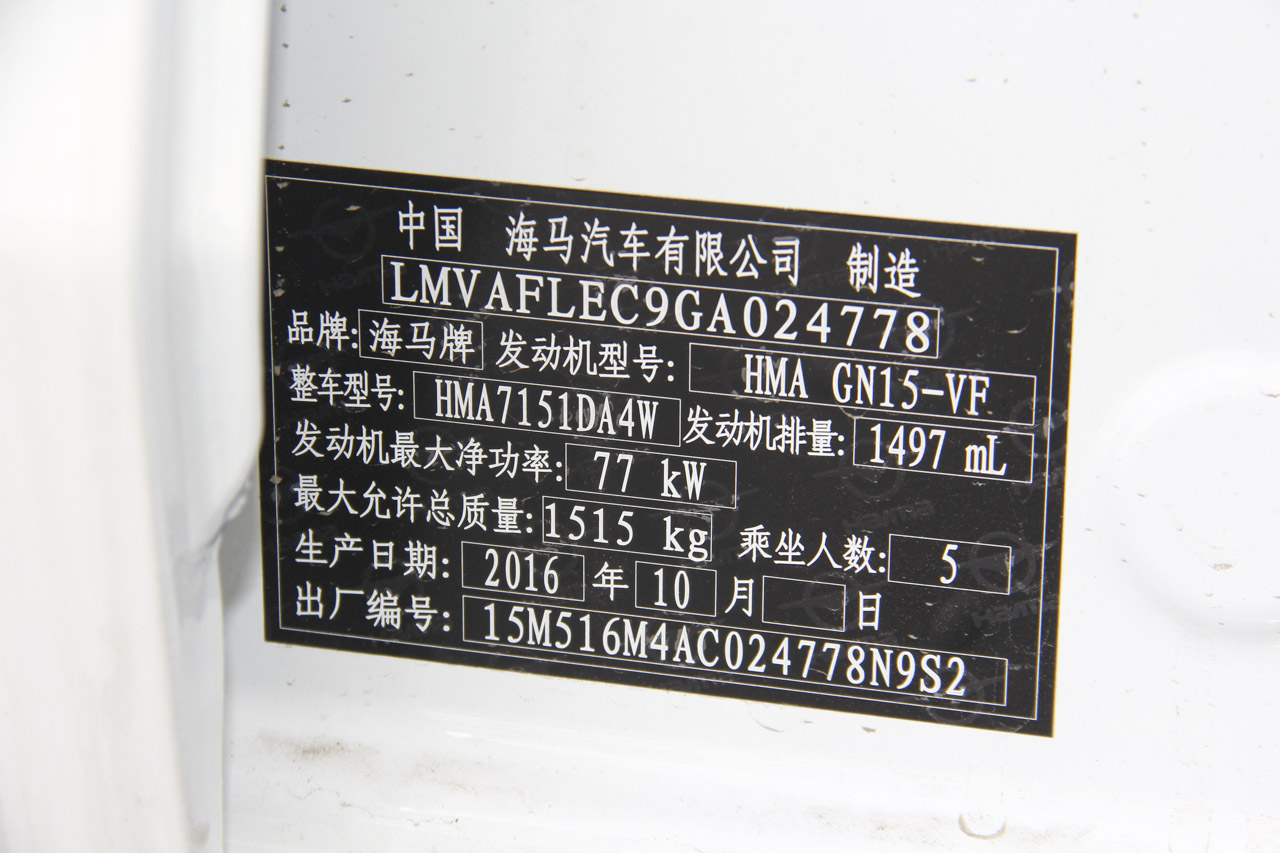 中国 海马汽车有限公司 制造
LMVAFLEC9GA024778
品牌: 海马牌 发动机型号: HMA GN15-VF
整车型号: HMA7151DA4W 发动机排量: 1497 mL
发动机最大净功率: 77 kW
最大允许总质量: 1515 kg 乘坐人数: 5
生产日期: 2016 年 10 月 日
出厂编号: 15M516M4AC024778N9S2